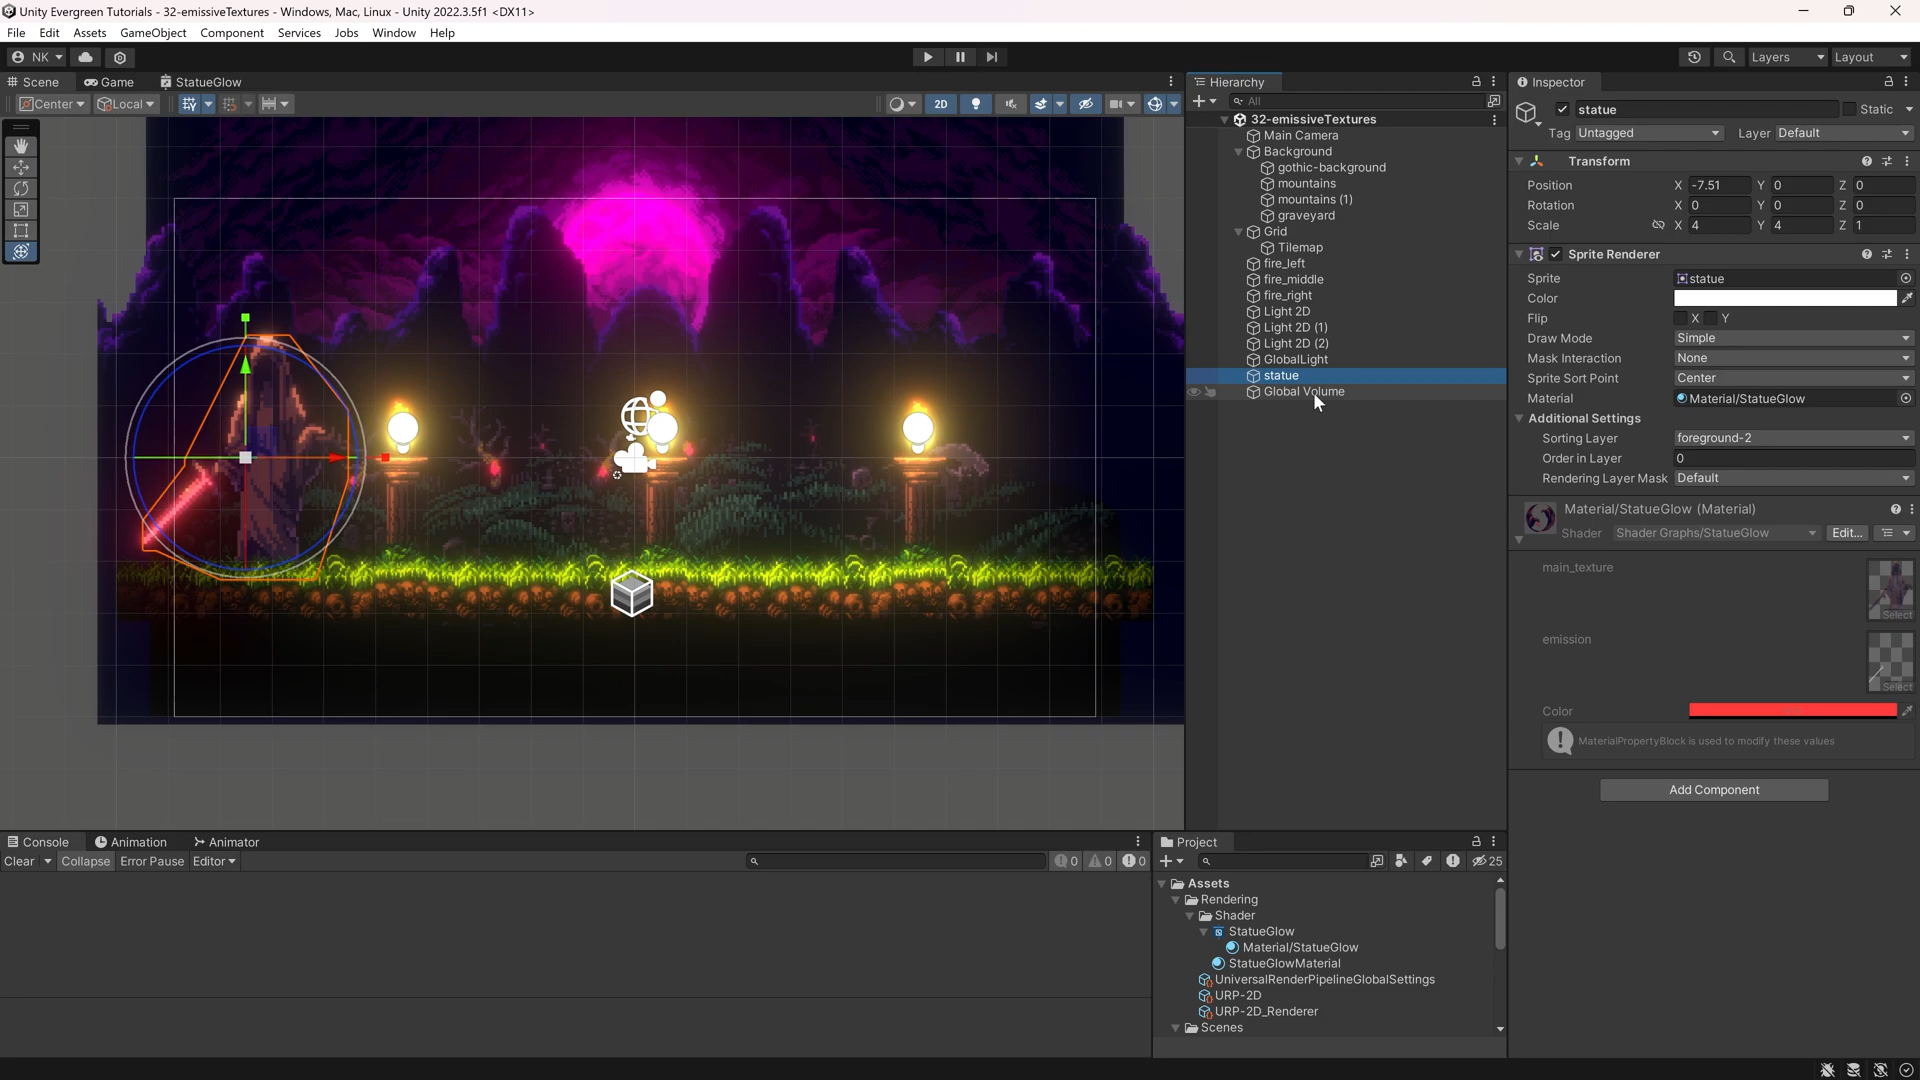 Unity Evergreen Tutorials - 32-emissiveTextures - Windows, Mac, Linux - Unity 2022.3.5f1 <DX11>
File Edit Assets GameObject Component Services Jobs Window Help
NK Layers Layout
Scene Game StatueGlow
Center Local 2D
Hierarchy
All
32-emissiveTextures
Main Camera
Background
gothic-background
mountains
mountains (1)
graveyard
Grid
Tilemap
fire_left
fire_middle
fire_right
Light 2D
Light 2D (1)
Light 2D (2)
GlobalLight
statue
Global Volume
Inspector
statue Static
Tag Untagged Layer Default
Transform
Position X -7.51 Y 0 Z 0
Rotation X 0 Y 0 Z 0
Scale X 4 Y 4 Z 1
Sprite Renderer
Sprite statue
Color
Flip X Y
Draw Mode Simple
Mask Interaction None
Sprite Sort Point Center
Material Material/StatueGlow
Additional Settings
Sorting Layer foreground-2
Order in Layer 0
Rendering Layer Mask Default
Material/StatueGlow (Material)
Shader Shader Graphs/StatueGlow Edit...
main_texture
Select
emission
Select
Color
MaterialPropertyBlock is used to modify these values
Add Component
Console Animation Animator
Clear Collapse Error Pause Editor 0 0 0
Project
25
Assets
Rendering
Shader
StatueGlow
Material/StatueGlow
StatueGlowMaterial
UniversalRenderPipelineGlobalSettings
URP-2D
URP-2D_Renderer
Scenes